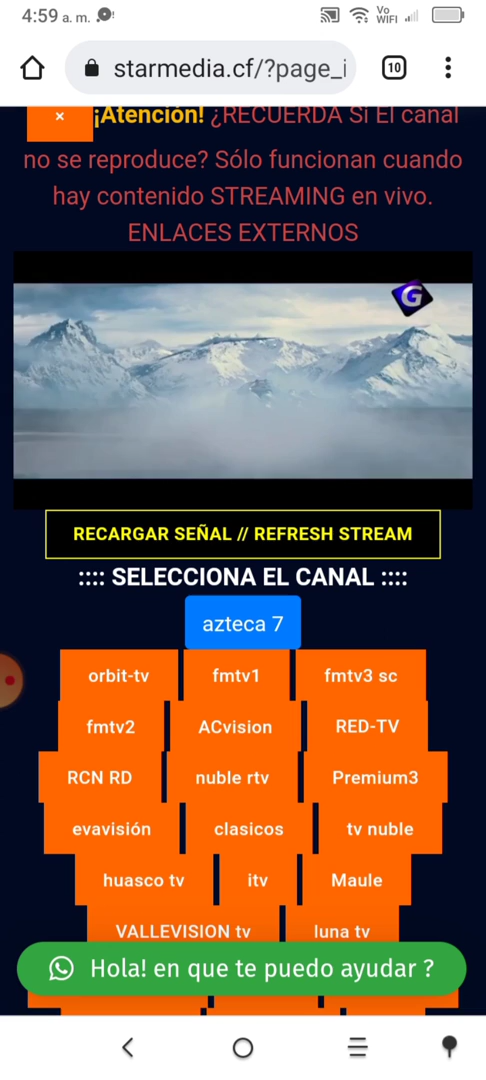 4:59 a. m.
Vo
WIFI
starmedia.cf/?page_i
10
× ¡Atención! ¿RECUERDA Si El canal
no se reproduce? Sólo funcionan cuando
hay contenido STREAMING en vivo.
ENLACES EXTERNOS
G
RECARGAR SEÑAL // REFRESH STREAM
:::: SELECCIONA EL CANAL ::::
azteca 7
orbit-tv fmtv1 fmtv3 sc
fmtv2 ACvision RED-TV
RCN RD nuble rtv Premium3
evavisión clasicos tv nuble
huasco tv itv Maule
VALLEVISION tv luna tv
Hola! en que te puedo ayudar ?